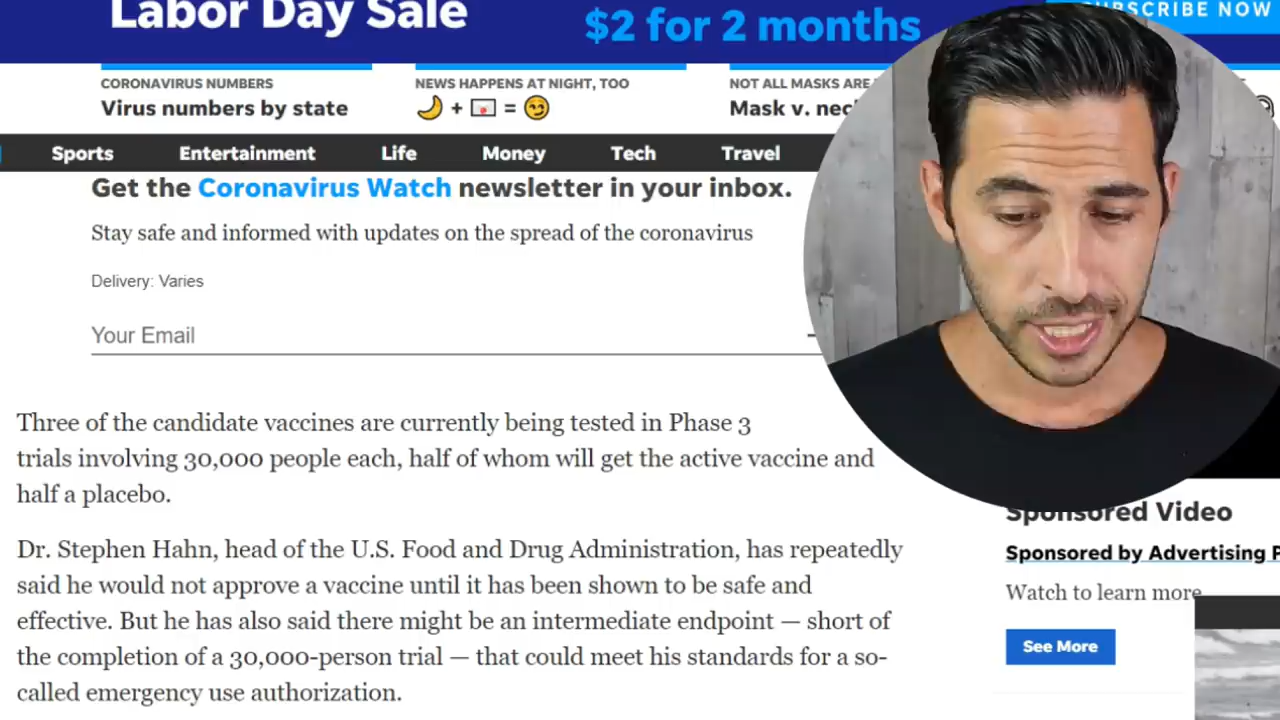 Labor Day Sale
$2 for 2 months
SUBSCRIBE NOW
CORONAVIRUS NUMBERS
Virus numbers by state
NEWS HAPPENS AT NIGHT, TOO
🌙 + 💌 = 😏
NOT ALL MASKS ARE
Mask v.
Sports Entertainment Life Money Tech Travel
Get the Coronavirus Watch newsletter in your inbox.
Stay safe and informed with updates on the spread of the coronavirus
Delivery: Varies
Your Email
Three of the candidate vaccines are currently being tested in Phase 3
trials involving 30,000 people each, half of whom will get the active vaccine and
half a placebo.
Dr. Stephen Hahn, head of the U.S. Food and Drug Administration, has repeatedly
said he would not approve a vaccine until it has been shown to be safe and
effective. But he has also said there might be an intermediate endpoint — short of
the completion of a 30,000-person trial — that could meet his standards for a so-
called emergency use authorization.
Sponsored Video
Sponsored by Advertising
Watch to learn more
See More